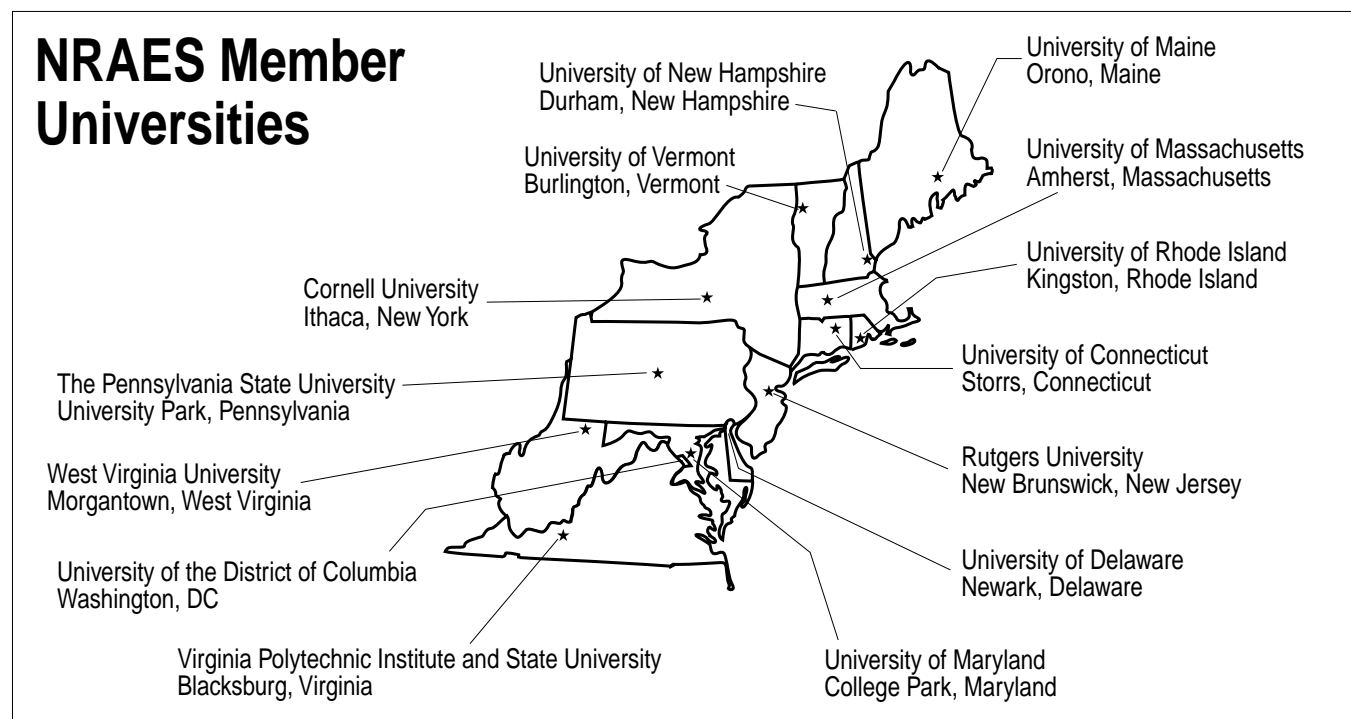 NRAES Member
Universities
University of New Hampshire
Durham, New Hampshire
University of Maine
Orono, Maine
University of Vermont
Burlington, Vermont
University of Massachusetts
Amherst, Massachusetts
University of Rhode Island
Kingston, Rhode Island
Cornell University
Ithaca, New York
University of Connecticut
Storrs, Connecticut
The Pennsylvania State University
University Park, Pennsylvania
Rutgers University
New Brunswick, New Jersey
West Virginia University
Morgantown, West Virginia
University of Delaware
Newark, Delaware
University of the District of Columbia
Washington, DC
Virginia Polytechnic Institute and State University
Blacksburg, Virginia
University of Maryland
College Park, Maryland